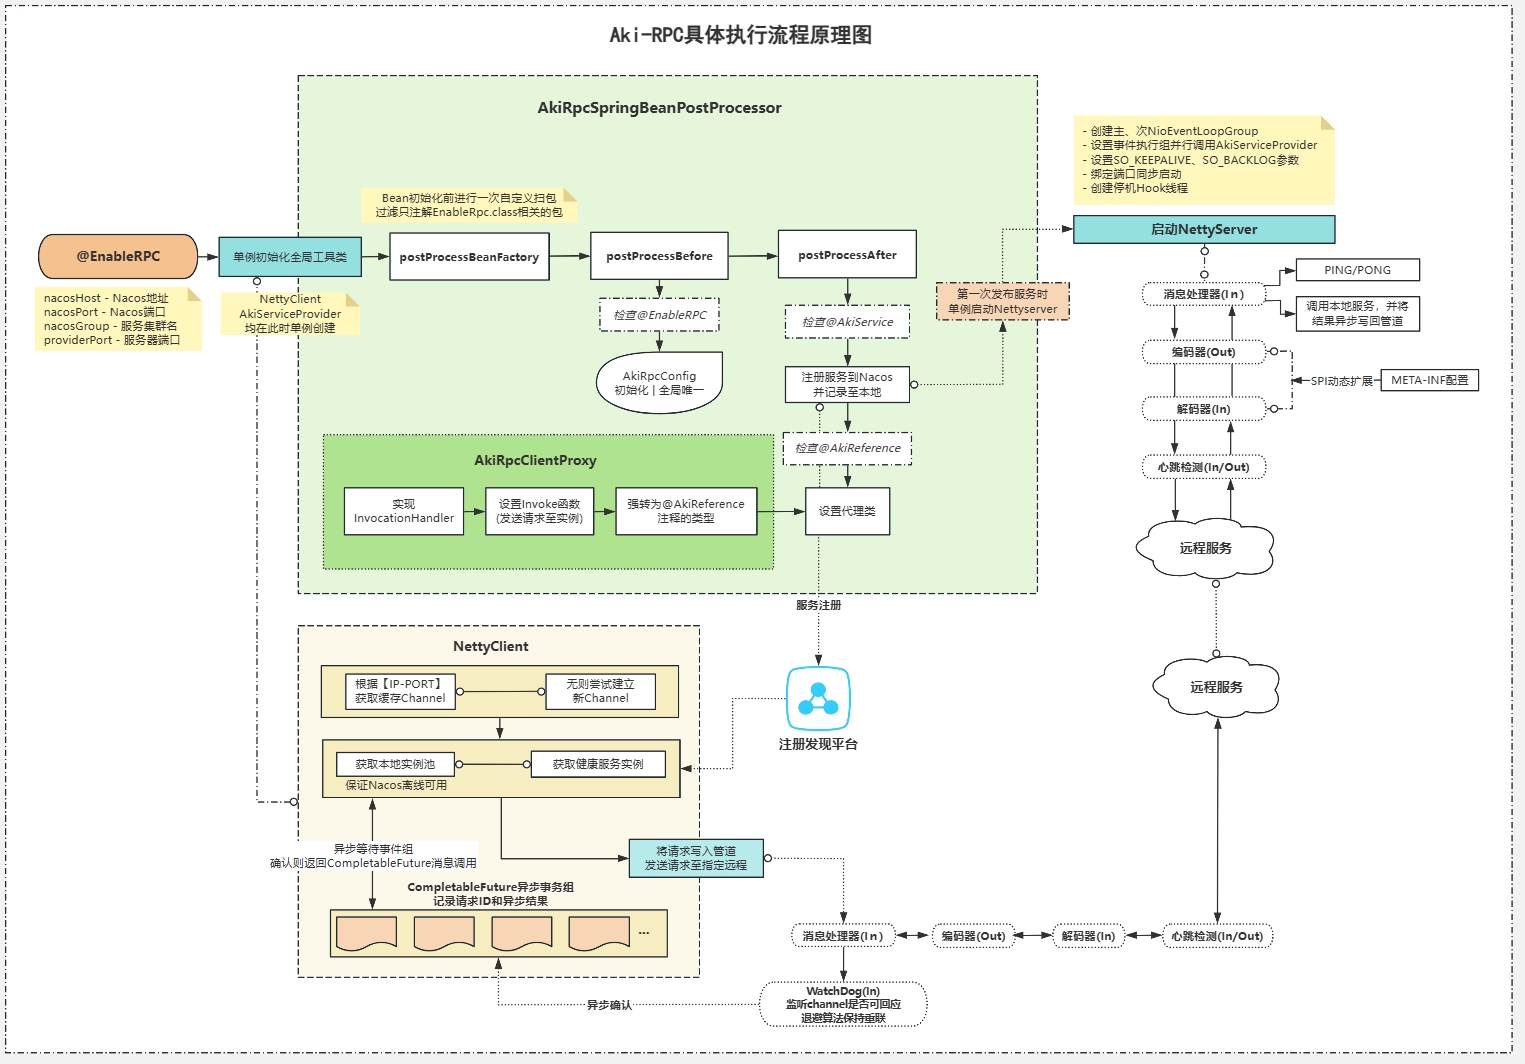 Aki-RPC具体执行流程原理图
AkiRpcSpringBeanPostProcessor
- 创建主、次NioEventLoopGroup
- 设置事件执行组并行调用AkiServiceProvider
- 设置SO_KEEPALIVE、SO_BACKLOG参数
- 绑定端口同步启动
- 创建停机Hook线程
Bean初始化前进行一次自定义扫包
过滤只注解EnableRpc.class相关的包
启动NettyServer
@EnableRPC
单例初始化全局工具类
postProcessBeanFactory
postProcessBefore
postProcessAfter
nacosHost - Nacos地址
nacosPort - Nacos端口
nacosGroup - 服务集群名
providerPort - 服务器端口
NettyClient
AkiServiceProvider
均在此时单例创建
检查@EnableRPC
AkiRpcConfig
初始化 | 全局唯一
检查@AkiService
注册服务到Nacos
并记录至本地
检查@AkiReference
设置代理类
第一次发布服务时
单例启动Nettyserver
消息处理器(In)
PING/PONG
调用本地服务，并将
结果异步写回管道
编码器(Out)
SPI动态扩展
META-INF配置
解码器(In)
心跳检测(In/Out)
远程服务
AkiRpcClientProxy
实现
InvocationHandler
设置Invoke函数
(发送请求至实例)
强转为@AkiReference
注释的类型
服务注册
注册发现平台
远程服务
NettyClient
根据【IP-PORT】
获取缓存Channel
无则尝试建立
新Channel
获取本地实例池
获取健康服务实例
保证Nacos离线可用
异步等待事件组
确认则返回CompletableFuture消息调用
将请求写入管道
发送请求至指定远程
CompletableFuture异步事务组
记录请求ID和异步结果
...
消息处理器(In)
编码器(Out)
解码器(In)
心跳检测(In/Out)
WatchDog(In)
监听channel是否可回应
退避算法保持重联
异步确认